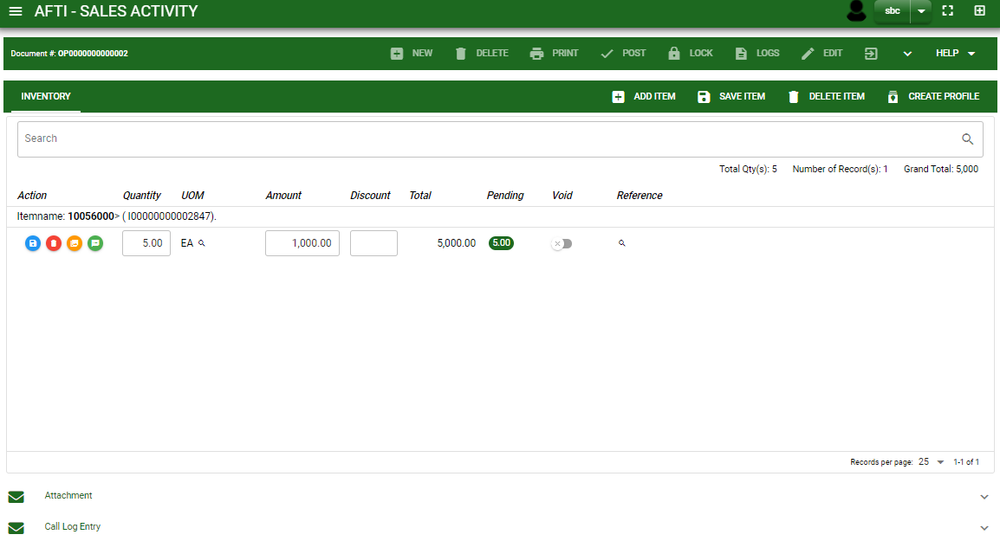 AFTI - SALES ACTIVITY
sbc
Document #: OP0000000000002
NEW DELETE PRINT POST LOCK LOGS EDIT HELP
INVENTORY
ADD ITEM SAVE ITEM DELETE ITEM CREATE PROFILE
Search
Total Qty(s): 5 Number of Record(s): 1 Grand Total: 5,000
Action Quantity UOM Amount Discount Total Pending Void Reference
Itemname: 10056000> ( I00000000002847).
5.00 EA 1,000.00 5,000.00 5.00
Records per page: 25 1-1 of 1
Attachment
Call Log Entry